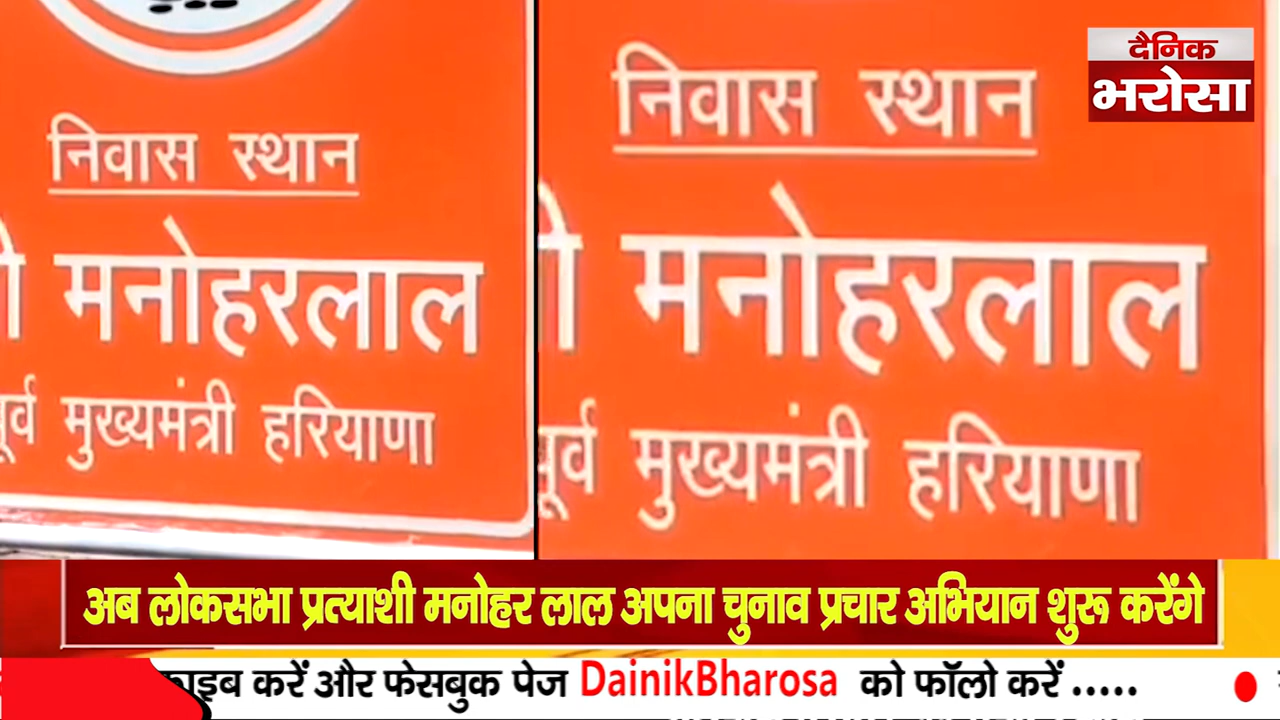 निवास स्थान
मनोहरलाल
पूर्व मुख्यमंत्री हरियाणा
निवास स्थान
मनोहरलाल
पूर्व मुख्यमंत्री हरियाणा
दैनिक
भरोसा
अब लोकसभा प्रत्याशी मनोहर लाल अपना चुनाव प्रचार अभियान शुरू करेंगे
करें और फेसबुक पेज DainikBharosa को फॉलो करें .....